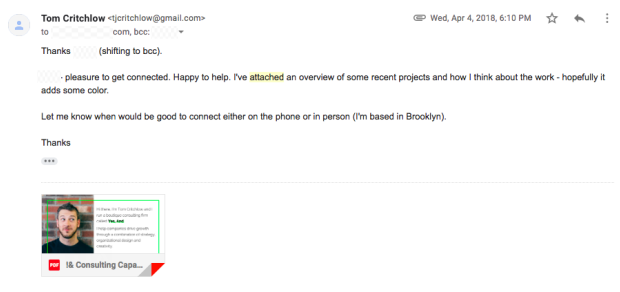 Tom Critchlow <tjcritchlow@gmail.com>
Wed, Apr 4, 2018, 6:10 PM
to com, bcc:
Thanks (shifting to bcc).
- pleasure to get connected. Happy to help. I've attached an overview of some recent projects and how I think about the work - hopefully it
adds some color.
Let me know when would be good to connect either on the phone or in person (I'm based in Brooklyn).
Thanks
Hi there, I'm Tom Critchlow and I
run a boutique consulting firm
called Yes, And.
I help companies drive growth
through a combination of strategy,
organizational design and
creativity.
PDF !& Consulting Capa...